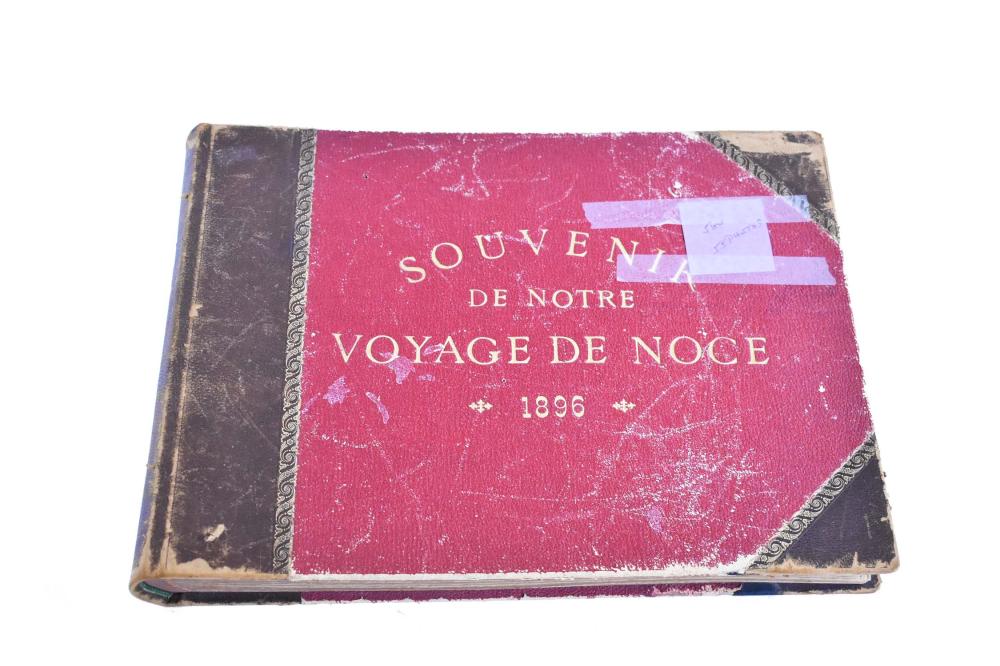 SOUVENIR
DE NOTRE
VOYAGE DE NOCE
1896